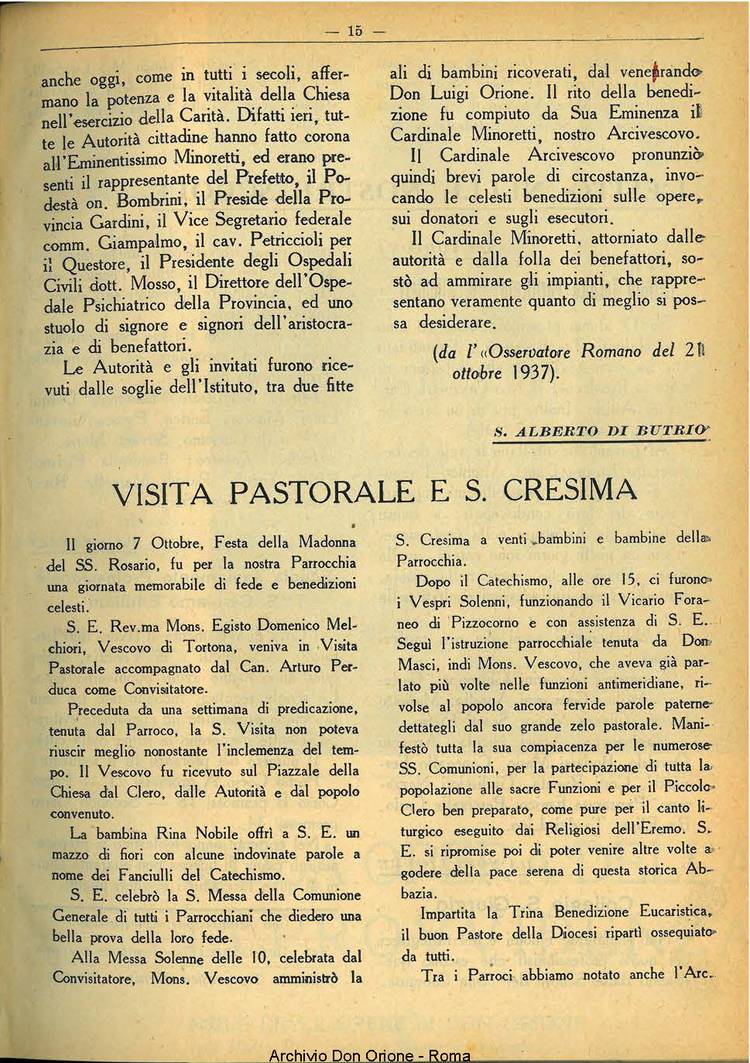 — 15 —
anche oggi, come in tutti i secoli, affer-
mano la potenza e la vitalità della Chiesa
nell'esercizio della Carità. Difatti ieri, tut-
te le Autorità cittadine hanno fatto corona
all'Eminentissimo Minoretti, ed erano pre-
senti il rappresentante del Prefetto, il Po-
destà on. Bombrini, il Preside della Pro-
vincia Gardini, il Vice Segretario federale
comm. Giampalmo, il cav. Petriccioli per
il Questore, il Presidente degli Ospedali
Civili dott. Mosso, il Direttore dell'Ospe-
dale Psichiatrico della Provincia, ed uno
stuolo di signore e signori dell'aristocra-
zia e di benefattori.
Le Autorità e gli invitati furono rice-
vuti dalle soglie dell'Istituto, tra due fitte
ali di bambini ricoverati, dal venerando
Don Luigi Orione. Il rito della benedi-
zione fu compiuto da Sua Eminenza il
Cardinale Minoretti, nostro Arcivescovo.
Il Cardinale Arcivescovo pronunziò
quindi brevi parole di circostanza, invo-
cando le celesti benedizioni sulle opere,
sui donatori e sugli esecutori.
Il Cardinale Minoretti, attorniato dalle
autorità e dalla folla dei benefattori, so-
stò ad ammirare gli impianti, che rappre-
sentano veramente quanto di meglio si pos-
sa desiderare.
(da l'«Osservatore Romano del 21
ottobre 1937).
S. ALBERTO DI BUTRIO
VISITA PASTORALE E S. CRESIMA
Il giorno 7 Ottobre, Festa della Madonna
del SS. Rosario, fu per la nostra Parrocchia
una giornata memorabile di fede e benedizioni
celesti.
S. E. Rev.ma Mons. Egisto Domenico Mel-
chiori, Vescovo di Tortona, veniva in Visita
Pastorale accompagnato dal Can. Arturo Per-
duca come Convisitatore.
Preceduta da una settimana di predicazione,
tenuta dal Parroco, la S. Visita non poteva
riuscir meglio nonostante l'inclemenza del tem-
po. Il Vescovo fu ricevuto sul Piazzale della
Chiesa dal Clero, dalle Autorità e dal popolo
convenuto.
La bambina Rina Nobile offrì a S. E. un
mazzo di fiori con alcune indovinate parole a
nome dei Fanciulli del Catechismo.
S. E. celebrò la S. Messa della Comunione
Generale di tutti i Parrocchiani che diedero una
bella prova della loro fede.
Alla Messa Solenne delle 10, celebrata dal
Convisitatore, Mons. Vescovo amministrò la
S. Cresima a venti bambini e bambine della
Parrocchia.
Dopo il Catechismo, alle ore 15, ci furono
i Vespri Solenni, funzionando il Vicario Fora-
neo di Pizzocorno e con assistenza di S. E.
Seguì l'istruzione parrocchiale tenuta da Don
Masci, indi Mons. Vescovo, che aveva già par-
lato più volte nelle funzioni antimeridiane, ri-
volse al popolo ancora fervide parole paterne
dettategli dal suo grande zelo pastorale. Mani-
festò tutta la sua compiacenza per le numerose
SS. Comunioni, per la partecipazione di tutta la
popolazione alle sacre Funzioni e per il Piccolo
Clero ben preparato, come pure per il canto li-
turgico eseguito dai Religiosi dell'Eremo. S.
E. si ripromise poi di poter venire altre volte a
godere della pace serena di questa storica Ab-
bazia.
Impartita la Trina Benedizione Eucaristica,
il buon Pastore della Diocesi ripartì ossequiato
da tutti.
Tra i Parroci abbiamo notato anche l'Arc.
Archivio Don Orione - Roma